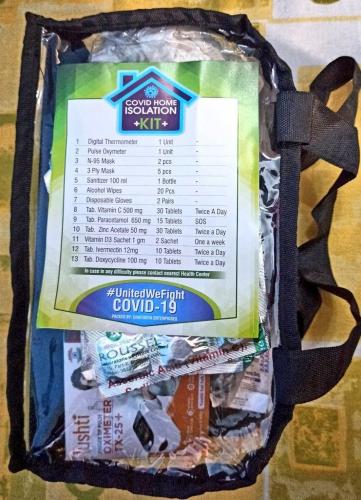 COVID HOME
ISOLATION
+KIT+
1 Digital Thermometer 1 Unit -
2 Pulse Oxymeter 1 Unit -
3 N-95 Mask 2 pcs -
4 3 Ply Mask 5 pcs -
5 Sanitizer 100 ml 1 Bottle -
6 Alcohol Wipes 20 Pcs -
7 Disposable Gloves 2 Pairs -
8 Tab. Vitamin C 500 mg 30 Tablets Twice A Day
9 Tab. Paracetamol 650 mg 15 Tablets SOS
10 Tab. Zinc Acetate 50 mg 30 Tablets Twice a Day
11 Vitamin D3 Sachet 1 gm 2 Sachet One a week
12 Tab. Ivermectin 12mg 10 Tablets Twice a Day
13 Tab. Doxycyclone 100 mg 10 Tablets Twice a Day
In case in any difficulty please contact nearest Health Center
#UnitedWeFight
COVID-19
ROUSSEL
OXIMETER
TX-25+